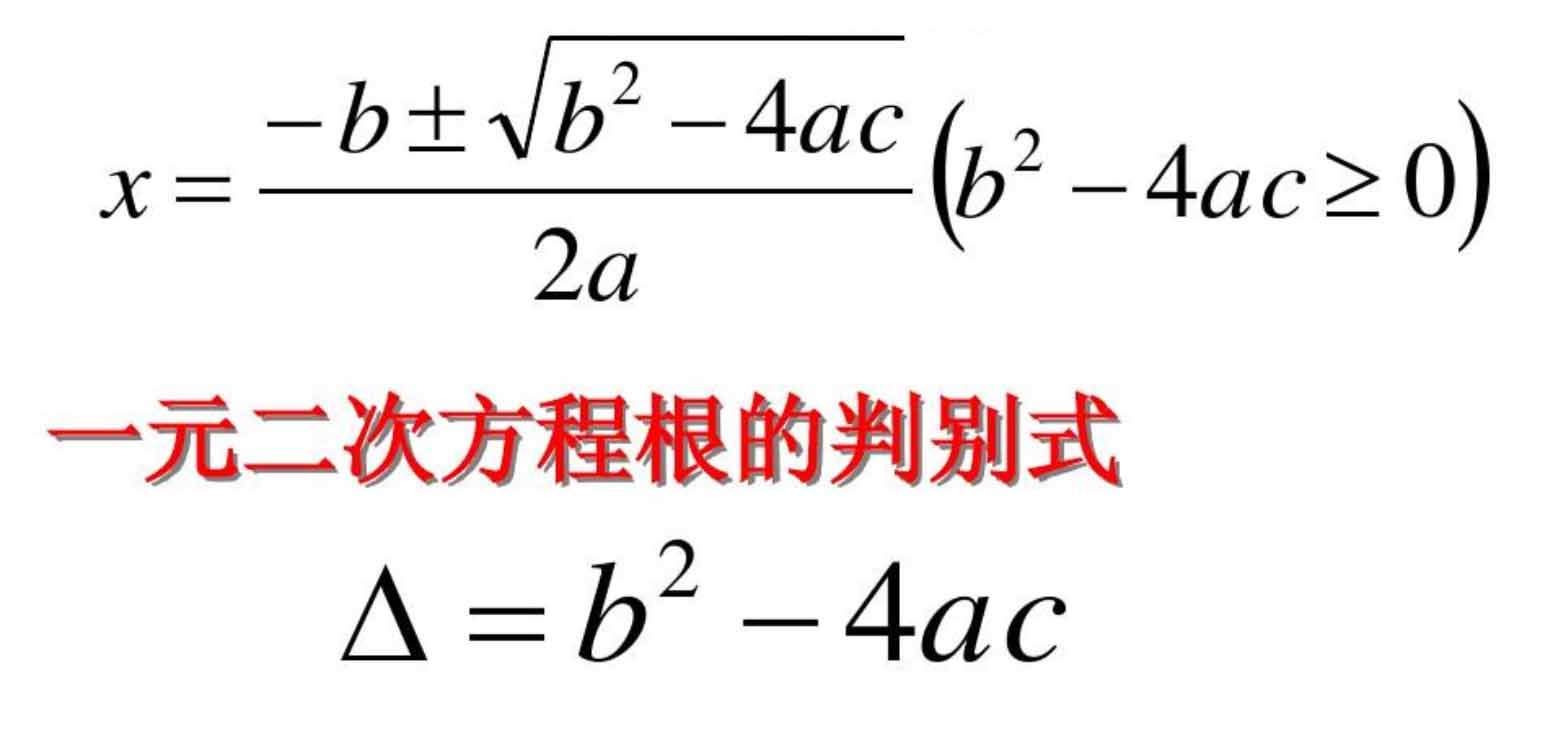 x = \frac{-b \pm \sqrt{b^2 - 4ac}}{2a} \left(b^2 - 4ac \geq 0\right)
一元二次方程根的判别式
\Delta = b^2 - 4ac